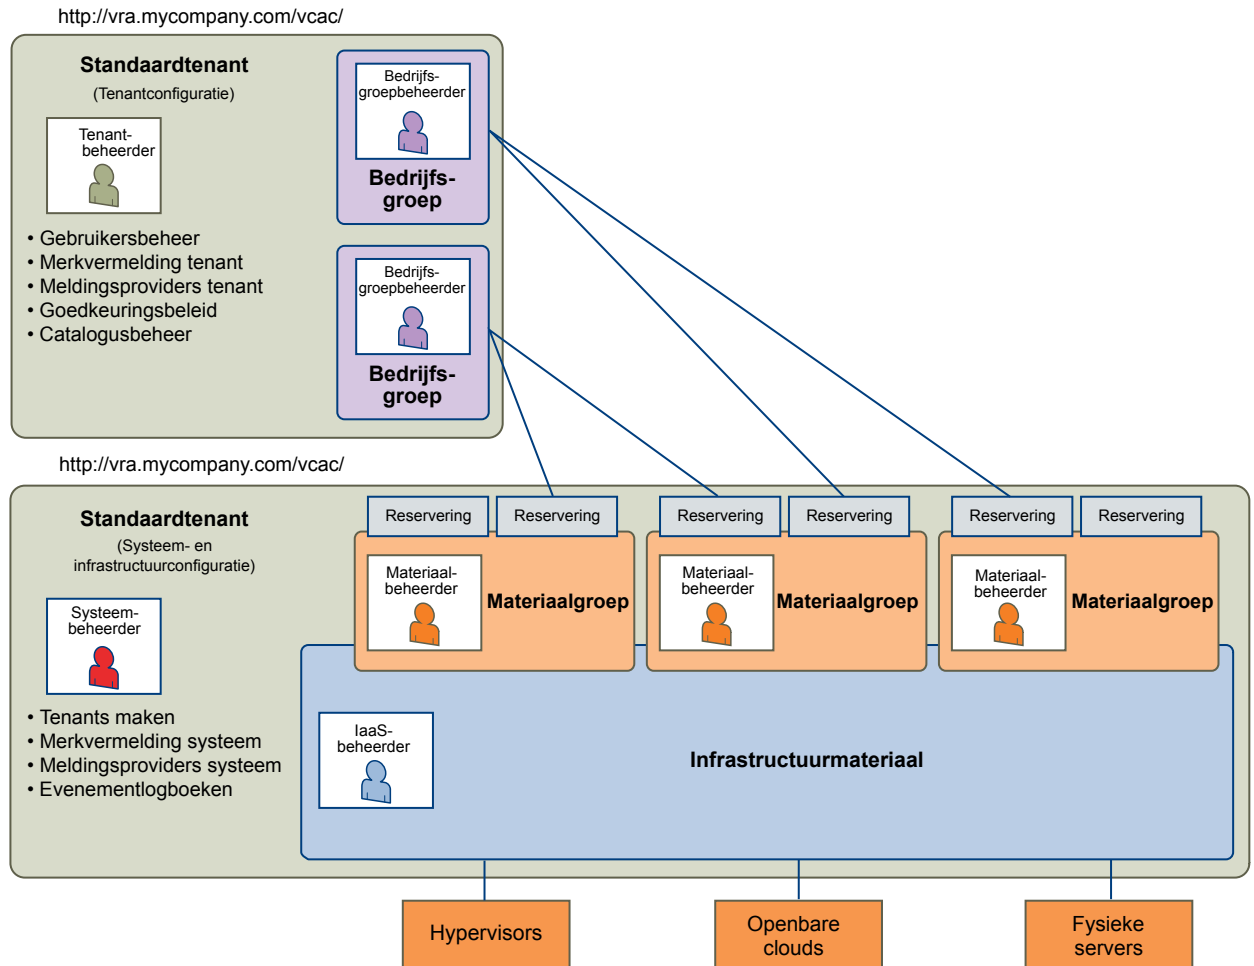 http://vra.mycompany.com/vcac/
Standaardtenant
(Tenantconfiguratie)
Tenant-
beheerder
• Gebruikersbeheer
• Merkvermelding tenant
• Meldingsproviders tenant
• Goedkeuringsbeleid
• Catalogusbeheer
Bedrijfs-
groepbeheerder
Bedrijfs-
groep
Bedrijfs-
groepbeheerder
Bedrijfs-
groep
http://vra.mycompany.com/vcac/
Standaardtenant
(Systeem- en
infrastructuurconfiguratie)
Systeem-
beheerder
• Tenants maken
• Merkvermelding systeem
• Meldingsproviders systeem
• Evenementlogboeken
Reservering
Reservering
Materiaal-
beheerder
Materiaalgroep
Reservering
Reservering
Materiaal-
beheerder
Materiaalgroep
Reservering
Reservering
Materiaal-
beheerder
Materiaalgroep
IaaS-
beheerder
Infrastructuurmateriaal
Hypervisors
Openbare
clouds
Fysieke
servers